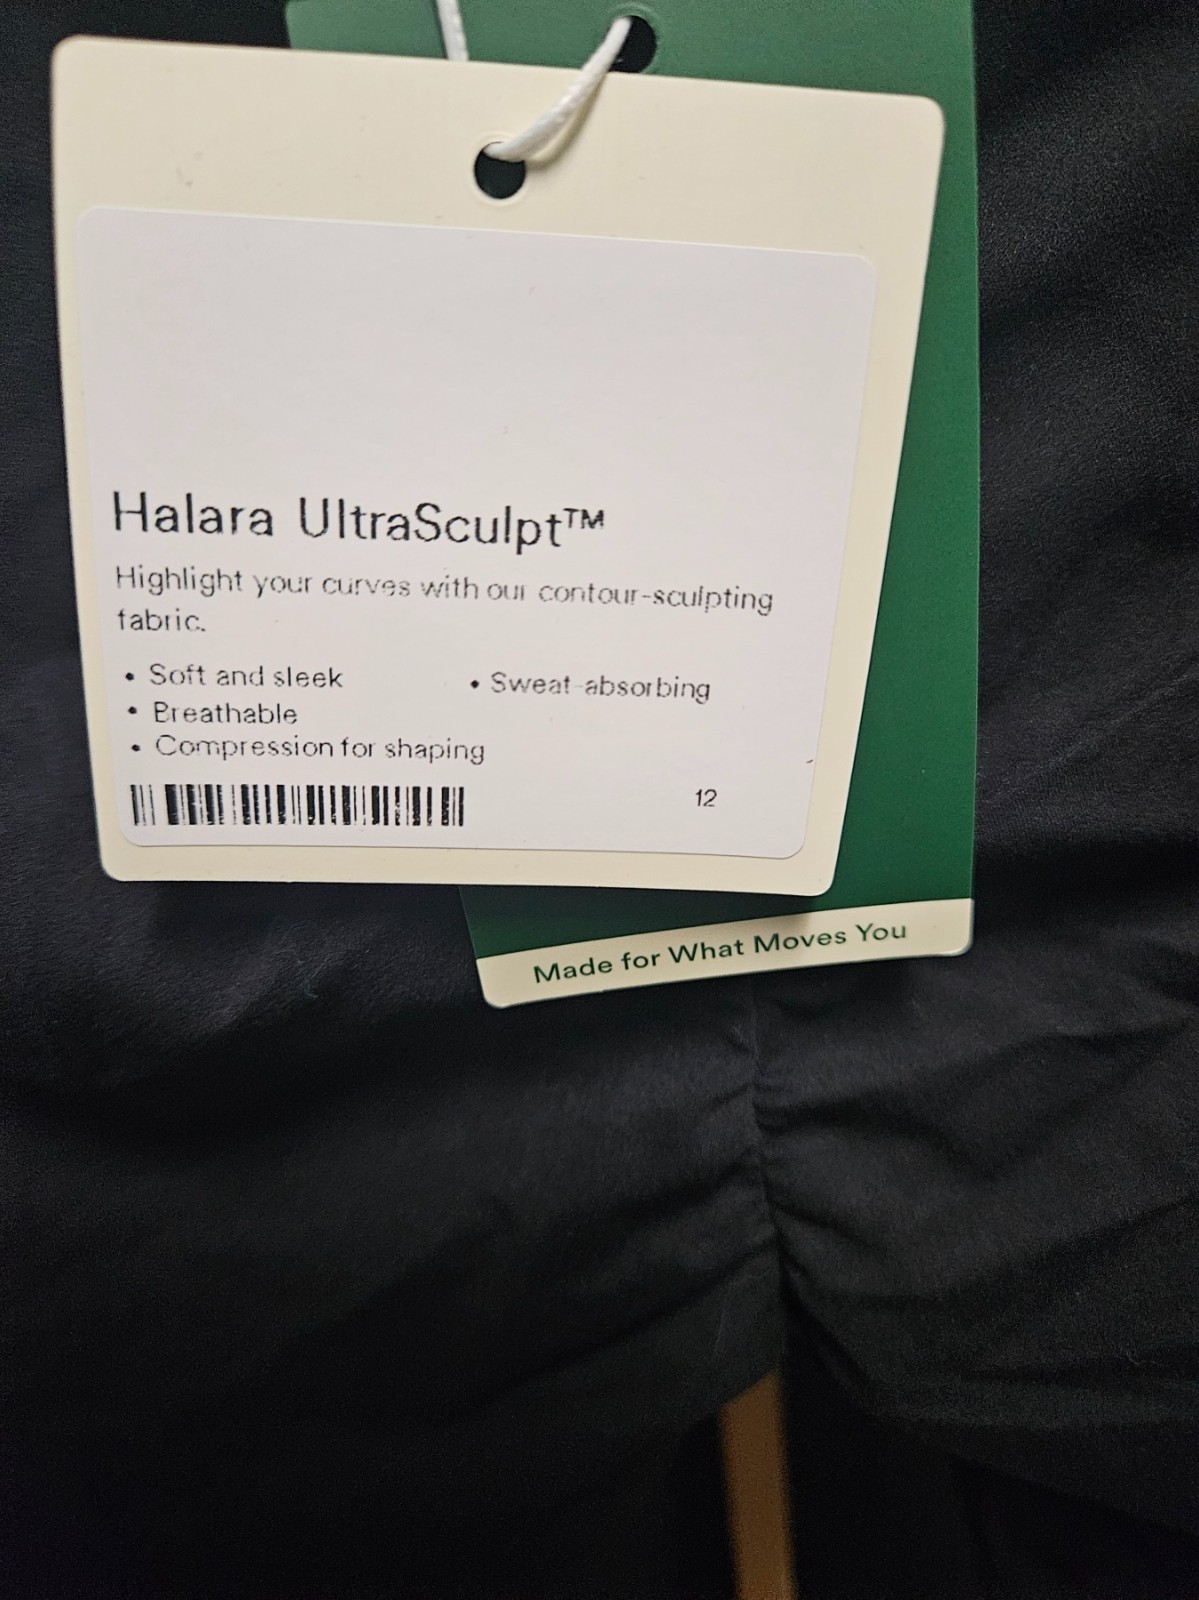 Halara UltraSculpt™
Highlight your curves with our contour-sculpting
fabric.
• Soft and sleek
• Sweat-absorbing
• Breathable
• Compression for shaping
12
Made for What Moves You